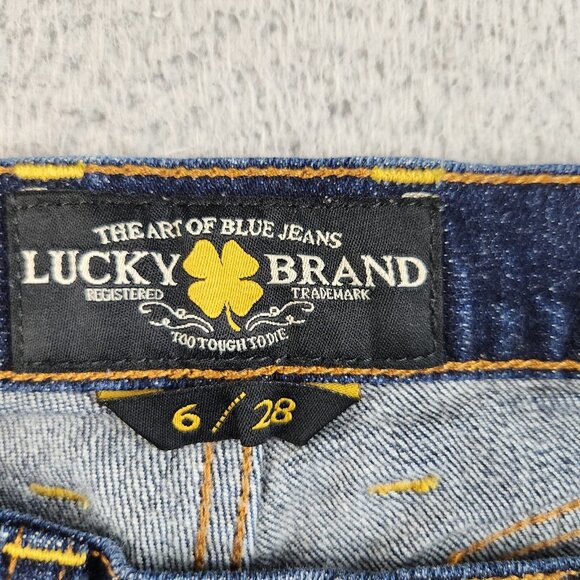 THE ART OF BLUE JEANS
LUCKY BRAND
REGISTERED TRADEMARK
TOO TOUGH TO DIE
6 / 28